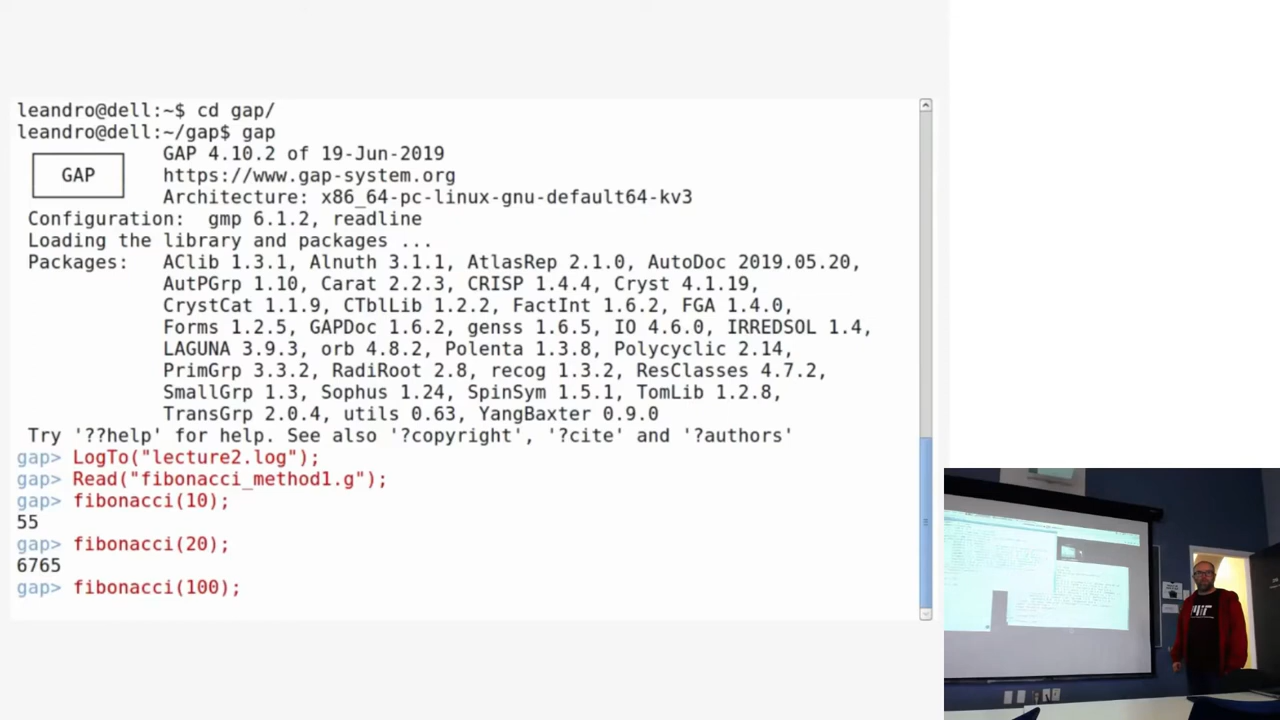 leandro@dell:~$ cd gap/
leandro@dell:~/gap$ gap
GAP
GAP 4.10.2 of 19-Jun-2019
https://www.gap-system.org
Architecture: x86_64-pc-linux-gnu-default64-kv3
Configuration: gmp 6.1.2, readline
Loading the library and packages ...
Packages: AClib 1.3.1, Alnuth 3.1.1, AtlasRep 2.1.0, AutoDoc 2019.05.20,
AutPGrp 1.10, Carat 2.2.3, CRISP 1.4.4, Cryst 4.1.19,
CrystCat 1.1.9, CTblLib 1.2.2, FactInt 1.6.2, FGA 1.4.0,
Forms 1.2.5, GAPDoc 1.6.2, genss 1.6.5, IO 4.6.0, IRREDSOL 1.4,
LAGUNA 3.9.3, orb 4.8.2, Polenta 1.3.8, Polycyclic 2.14,
PrimGrp 3.3.2, RadiRoot 2.8, recog 1.3.2, ResClasses 4.7.2,
SmallGrp 1.3, Sophus 1.24, SpinSym 1.5.1, TomLib 1.2.8,
TransGrp 2.0.4, utils 0.63, YangBaxter 0.9.0
Try '??help' for help. See also '?copyright', '?cite' and '?authors'
gap> LogTo("lecture2.log");
gap> Read("fibonacci_method1.g");
gap> fibonacci(10);
55
gap> fibonacci(20);
6765
gap> fibonacci(100);
MIT